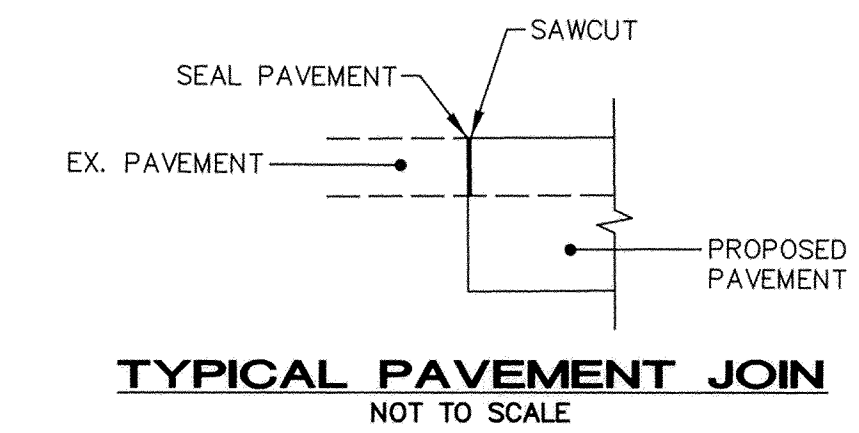 SAWCUT
SEAL PAVEMENT
EX. PAVEMENT
PROPOSED
PAVEMENT
TYPICAL PAVEMENT JOIN
NOT TO SCALE